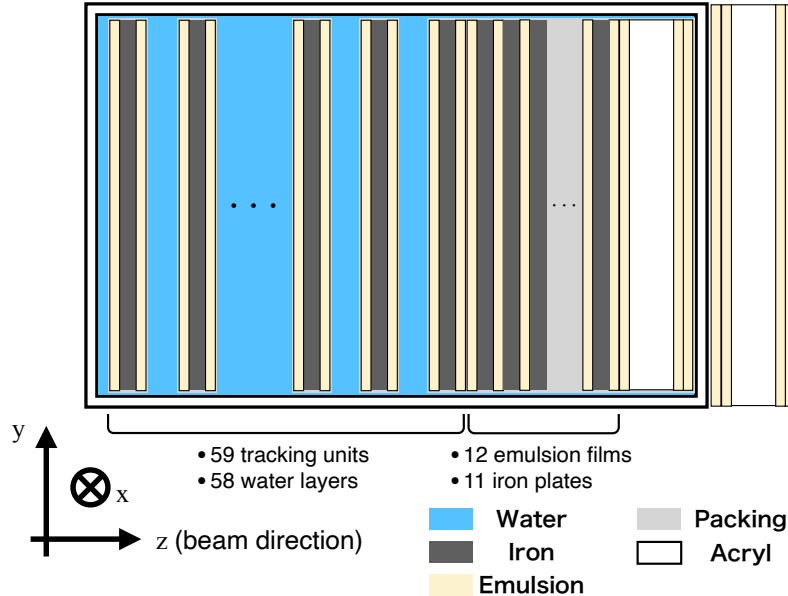 . . .
. . .
• 59 tracking units
• 58 water layers
• 12 emulsion films
• 11 iron plates
y
x
z (beam direction)
Water
Iron
Emulsion
Packing
Acryl